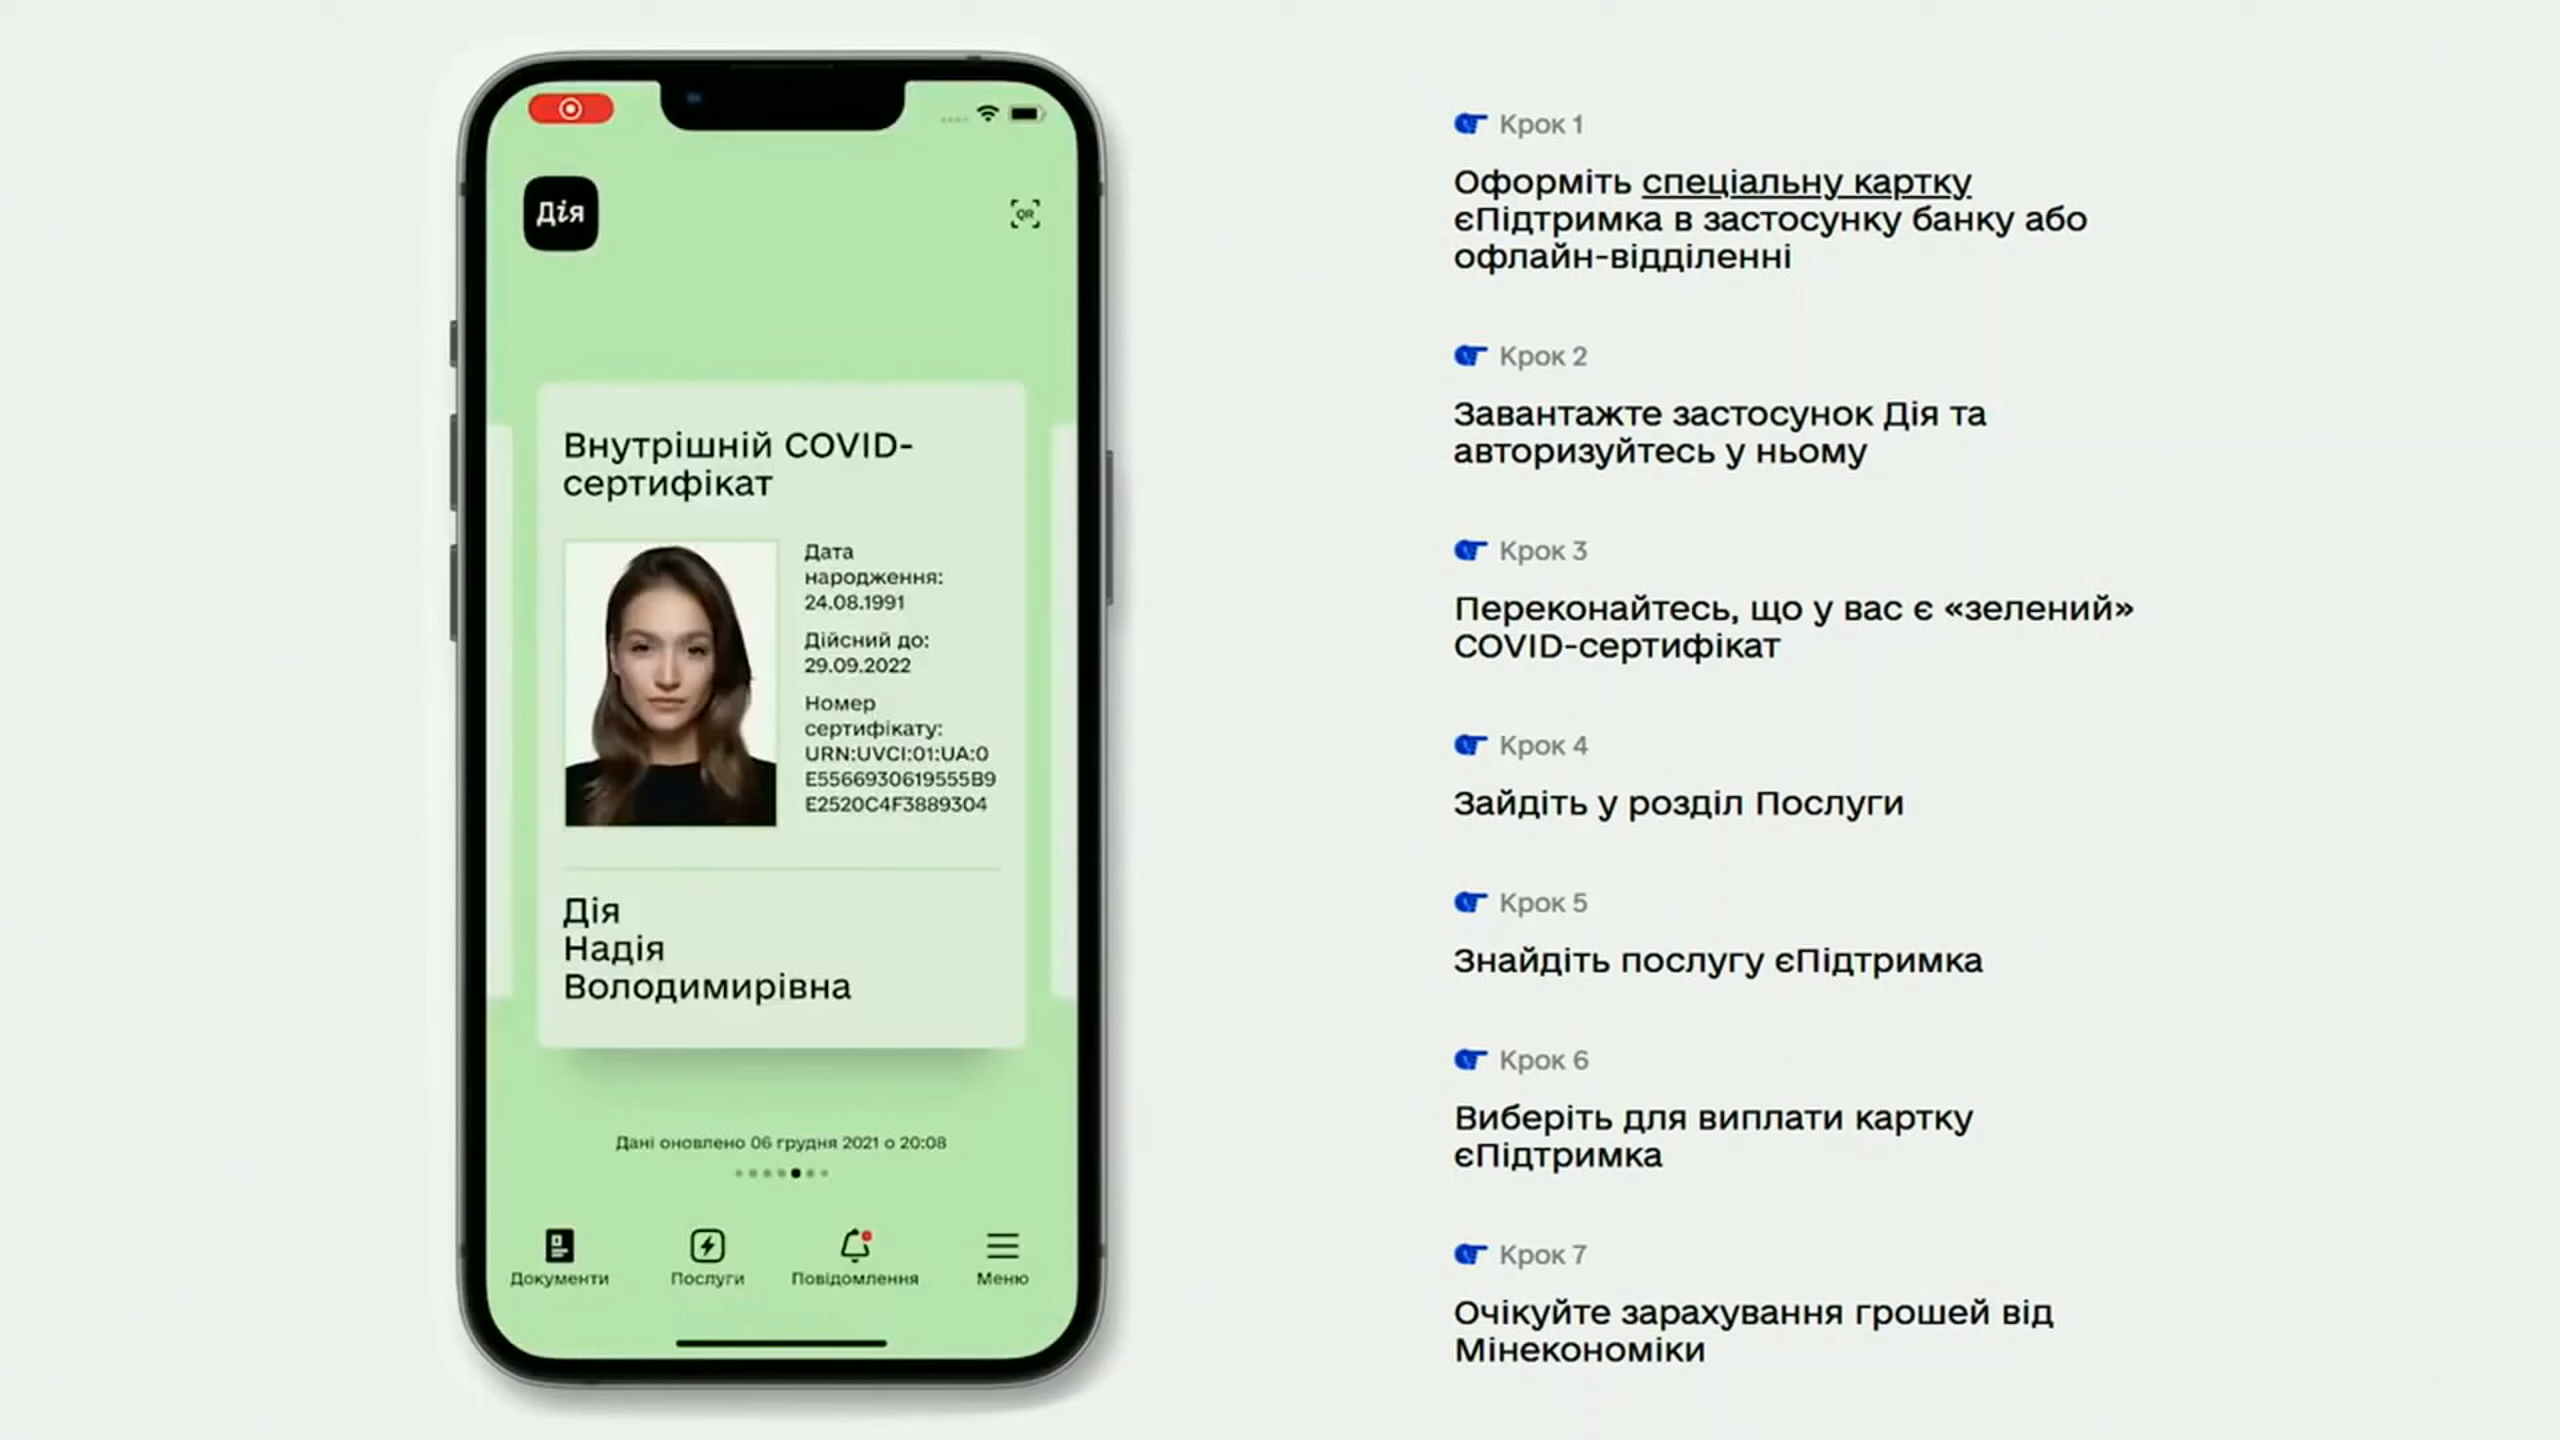 Дія
QR
Внутрішній COVID-
сертифікат
Дата
народження:
24.08.1991
Дійсний до:
29.09.2022
Номер
сертифікату:
URN:UVCI:01:UA:0
E5566930619555B9
E2520C4F3889304
Дія
Надія
Володимирівна
Дані оновлено 06 грудня 2021 о 20:08
Документи
Послуги
Повідомлення
Меню
Крок 1
Оформіть спеціальну картку
єПідтримка в застосунку банку або
офлайн-відділенні
Крок 2
Завантажте застосунок Дія та
авторизуйтесь у ньому
Крок 3
Переконайтесь, що у вас є «зелений»
COVID-сертифікат
Крок 4
Зайдіть у розділ Послуги
Крок 5
Знайдіть послугу єПідтримка
Крок 6
Виберіть для виплати картку
єПідтримка
Крок 7
Очікуйте зарахування грошей від
Мінекономіки